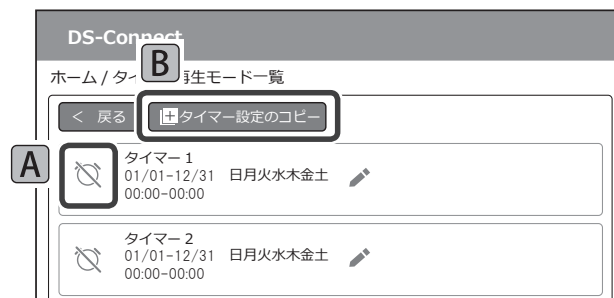 DS-Connect
B
ホーム / タイ 再生モード一覧
< 戻る タイマー設定のコピー
A
タイマー 1
01/01-12/31 日月火水木金土
00:00-00:00
タイマー 2
01/01-12/31 日月火水木金土
00:00-00:00